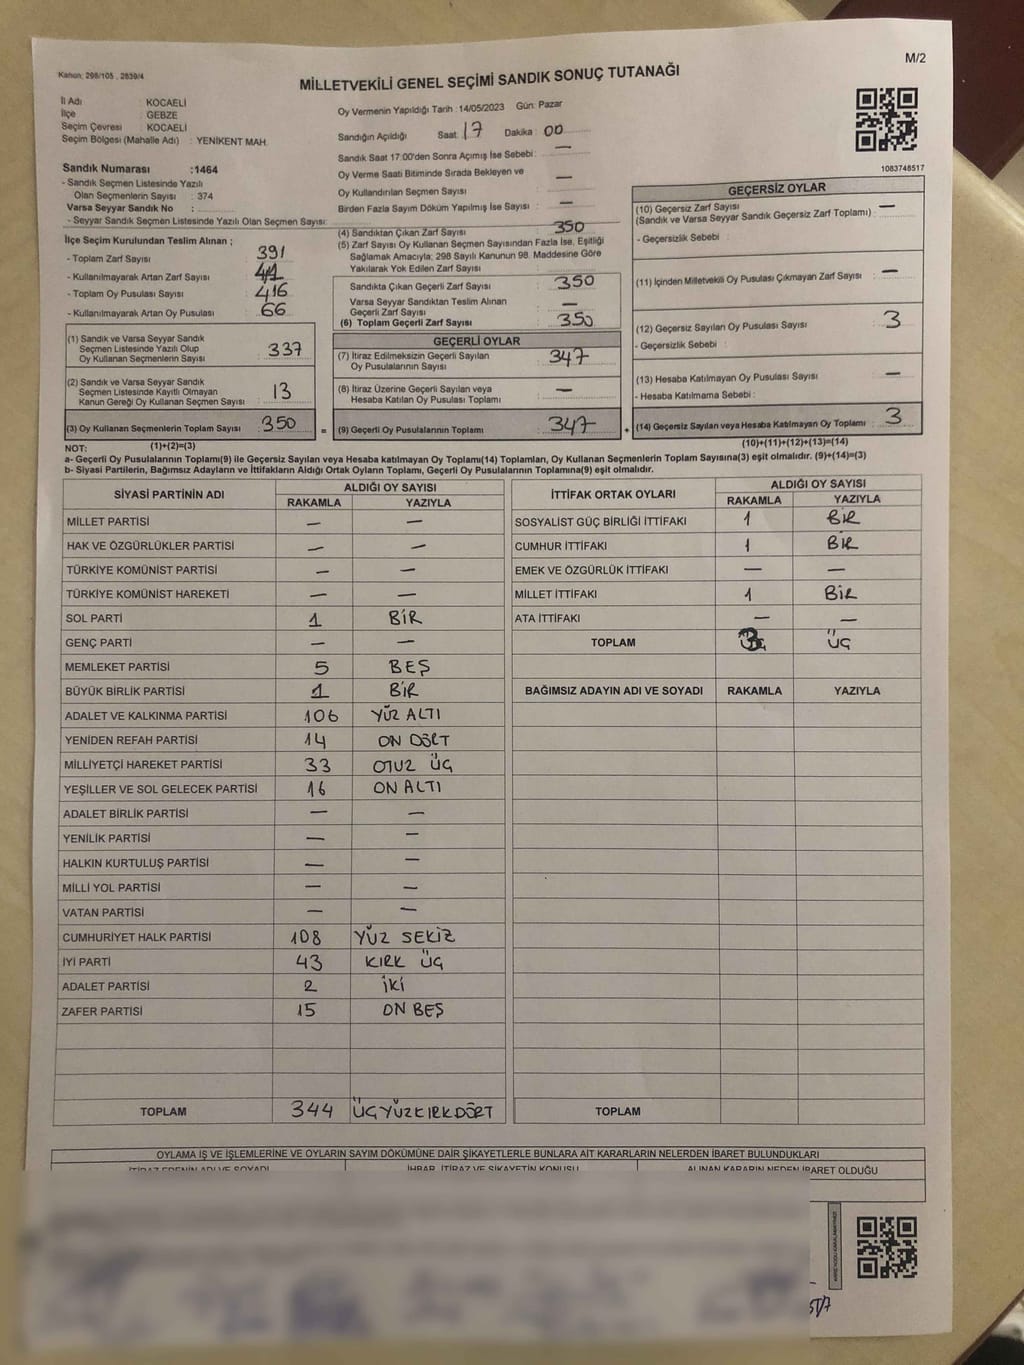 M/2
Kanun: 298/105 , 2839/4
MİLLETVEKİLİ GENEL SEÇİMİ SANDIK SONUÇ TUTANAĞI
1083748517
İl Adı : KOCAELİ
İlçe : GEBZE
Seçim Çevresi : KOCAELİ
Seçim Bölgesi (Mahalle Adı) : YENİKENT MAH.
Sandık Numarası :1464
- Sandık Seçmen Listesinde Yazılı
Olan Seçmenlerin Sayısı : 374
Varsa Seyyar Sandık No :
- Seyyar Sandık Seçmen Listesinde Yazılı Olan Seçmen Sayısı:
İlçe Seçim Kurulundan Teslim Alınan ;
- Toplam Zarf Sayısı : 391
- Kullanılmayarak Artan Zarf Sayısı :
- Toplam Oy Pusulası Sayısı : 416
- Kullanılmayarak Artan Oy Pusulası : 66
(1) Sandık ve Varsa Seyyar Sandık
Seçmen Listesinde Yazılı Olup
Oy Kullanan Seçmenlerin Sayısı : 337
(2) Sandık ve Varsa Seyyar Sandık
Seçmen Listesinde Kayıtlı Olmayan
Kanun Gereği Oy Kullanan Seçmen Sayısı : 13
(3) Oy Kullanan Seçmenlerin Toplam Sayısı : 350
Oy Vermenin Yapıldığı Tarih :14/05/2023 Gün: Pazar
Sandığın Açıldığı Saat: 17 Dakika : 00
Sandık Saat 17:00'den Sonra Açımış İse Sebebi : —
Oy Verme Saati Bitiminde Sırada Bekleyen ve
Oy Kullandırılan Seçmen Sayısı : —
Birden Fazla Sayım Döküm Yapılmış İse Sayısı : —
(4) Sandıktan Çıkan Zarf Sayısı : 350
(5) Zarf Sayısı Oy Kullanan Seçmen Sayısından Fazla İse, Eşitliği
Sağlamak Amacıyla; 298 Sayılı Kanunun 98. Maddesine Göre
Yakılarak Yok Edilen Zarf Sayısı :
Sandıkta Çıkan Geçerli Zarf Sayısı : 350
Varsa Seyyar Sandıktan Teslim Alınan
Geçerli Zarf Sayısı : —
(6) Toplam Geçerli Zarf Sayısı : 350
GEÇERLİ OYLAR
(7) İtiraz Edilmeksizin Geçerli Sayılan
Oy Pusulalarının Sayısı : 347
(8) İtiraz Üzerine Geçerli Sayılan veya
Hesaba Katılan Oy Pusulası Toplamı : —
= (9) Geçerli Oy Pusulalarının Toplamı : 347 +
GEÇERSİZ OYLAR
(10) Geçersiz Zarf Sayısı
(Sandık ve Varsa Seyyar Sandık Geçersiz Zarf Toplamı) : —
- Geçersizlik Sebebi :
(11) İçinden Milletvekili Oy Pusulası Çıkmayan Zarf Sayısı : —
(12) Geçersiz Sayılan Oy Pusulası Sayısı : 3
- Geçersizlik Sebebi :
(13) Hesaba Katılmayan Oy Pusulası Sayısı : —
- Hesaba Katılmama Sebebi :
(14) Geçersiz Sayılan veya Hesaba Katılmayan Oy Toplamı : 3
NOT: (1)+(2)=(3) (10)+(11)+(12)+(13)=(14)
a- Geçerli Oy Pusulaları Toplamı(9) ile Geçersiz Sayılan veya Hesaba katılmayan Oy Toplamı(14) Toplamları, Oy Kullanan Seçmenlerin Toplam Sayısına(3) eşit olmalıdır. (9)+(14)=(3)
b- Siyasi Partilerin, Bağımsız Adayların ve İttifakların Aldığı Ortak Oyların Toplamı, Geçerli Oy Pusulalarının Toplamına(9) eşit olmalıdır.
SİYASİ PARTİNİN ADI ALDIĞI OY SAYISI
RAKAMLA YAZIYLA
MİLLET PARTİSİ — —
HAK VE ÖZGÜRLÜKLER PARTİSİ — —
TÜRKİYE KOMÜNİST PARTİSİ — —
TÜRKİYE KOMÜNİST HAREKETİ — —
SOL PARTİ 1 BİR
GENÇ PARTİ — —
MEMLEKET PARTİSİ 5 BEŞ
BÜYÜK BİRLİK PARTİSİ 1 BİR
ADALET VE KALKINMA PARTİSİ 106 YÜZ ALTI
YENİDEN REFAH PARTİSİ 14 ON DÖRT
MİLLİYETÇİ HAREKET PARTİSİ 33 OTUZ ÜÇ
YEŞİLLER VE SOL GELECEK PARTİSİ 16 ON ALTI
ADALET BİRLİK PARTİSİ — —
YENİLİK PARTİSİ — —
HALKIN KURTULUŞ PARTİSİ — —
MİLLİ YOL PARTİSİ — —
VATAN PARTİSİ — —
CUMHURİYET HALK PARTİSİ 108 YÜZ SEKİZ
İYİ PARTİ 43 KIRK ÜÇ
ADALET PARTİSİ 2 İKİ
ZAFER PARTİSİ 15 ON BEŞ
TOPLAM 344 ÜÇYÜZKIRKDÖRT
İTTİFAK ORTAK OYLARI ALDIĞI OY SAYISI
RAKAMLA YAZIYLA
SOSYALİST GÜÇ BİRLİĞİ İTTİFAKI 1 BİR
CUMHUR İTTİFAKI 1 BİR
EMEK VE ÖZGÜRLÜK İTTİFAKI — —
MİLLET İTTİFAKI 1 BİR
ATA İTTİFAKI — —
TOPLAM 3 ÜÇ
BAĞIMSIZ ADAYIN ADI VE SOYADI RAKAMLA YAZIYLA
TOPLAM
OYLAMA İŞ VE İŞLEMLERİNE VE OYLARIN SAYIM DÖKÜMÜNE DAİR ŞİKAYETLERLE BUNLARA AİT KARARLARIN NELERDEN İBARET BULUNDUKLARI
İTİRAZ EDENİN ADI VE SOYADI İHBAR, İTİRAZ VE ŞİKAYETİN KONUSU ALINAN KARARIN NEDEN İBARET OLDUĞU